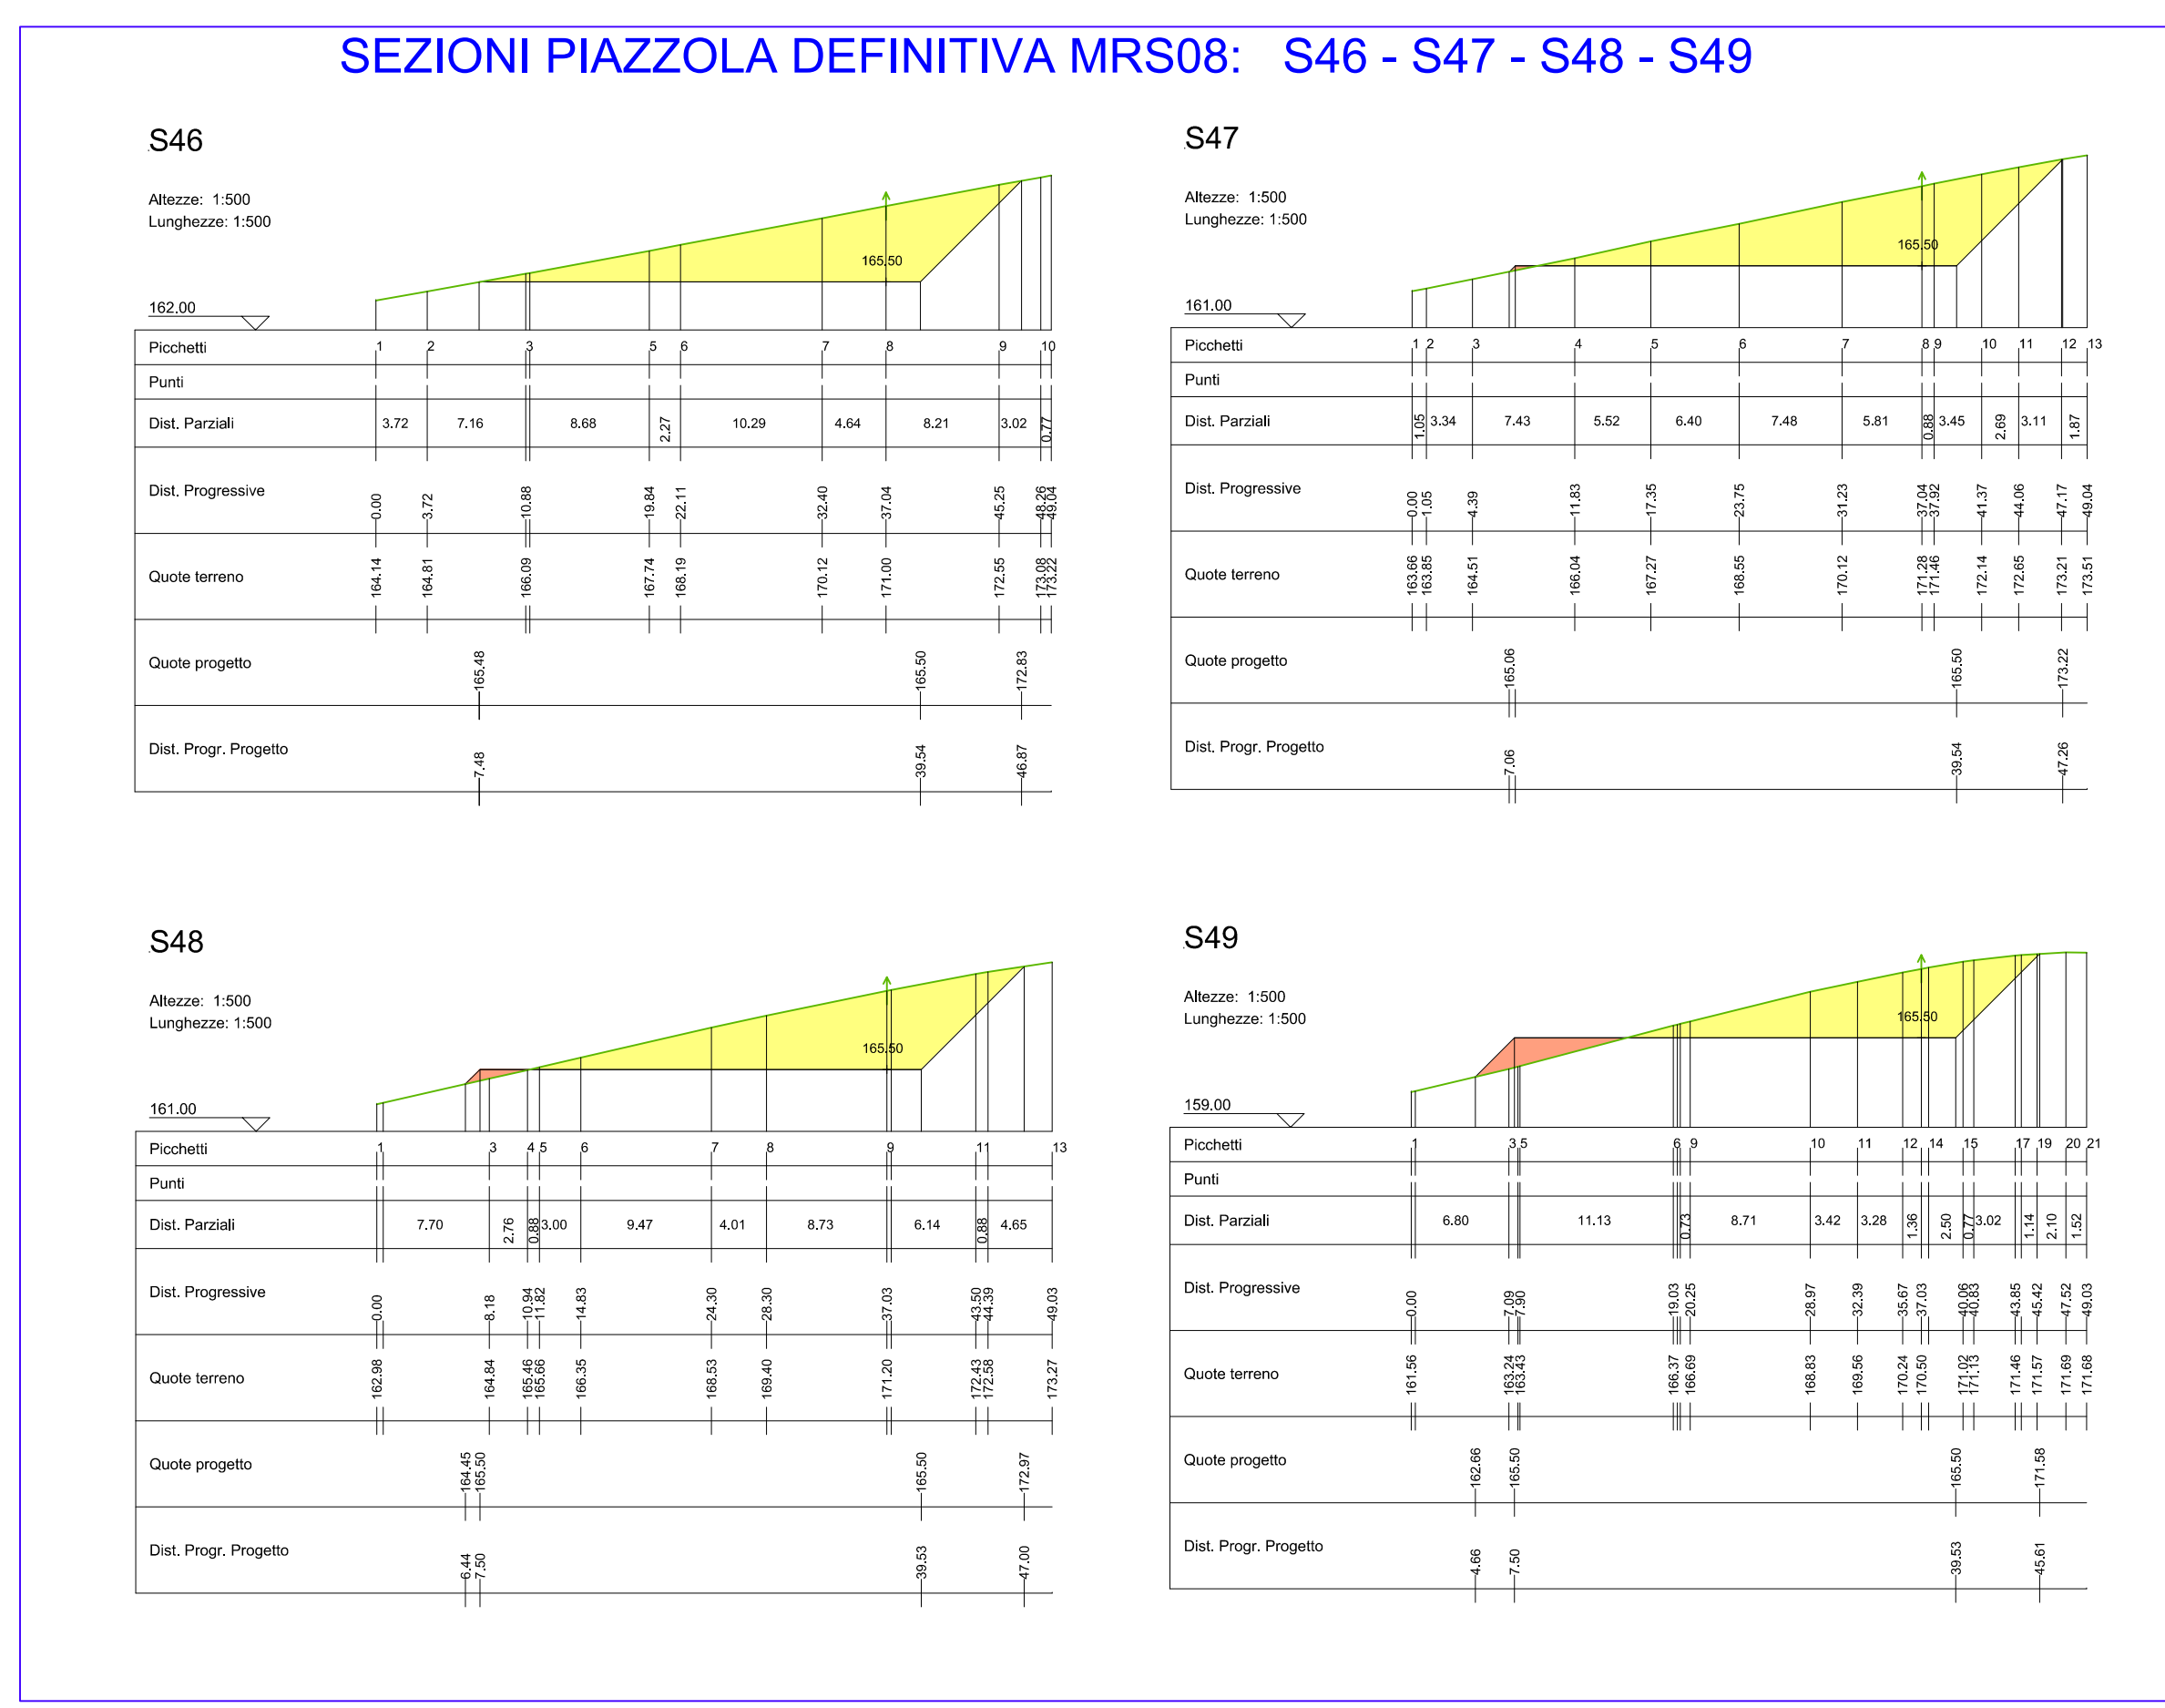 SEZIONI PIAZZOLA DEFINITIVA MRS08: S46 - S47 - S48 - S49
S46
Altezze: 1:500
Lunghezze: 1:500
165.50
162.00
Picchetti 1 2 3 5 6 7 8 9 10
Punti
Dist. Parziali 3.72 7.16 8.68 2.27 10.29 4.64 8.21 3.02 0.77
Dist. Progressive 0.00 3.72 10.88 19.84 22.11 32.40 37.04 45.25 48.26 49.04
Quote terreno 164.14 164.81 166.09 167.74 168.19 170.12 171.00 172.55 173.08 173.22
Quote progetto 165.48 165.50 172.83
Dist. Progr. Progetto 7.48 39.54 46.87
S47
Altezze: 1:500
Lunghezze: 1:500
165.50
161.00
Picchetti 1 2 3 4 5 6 7 8 9 10 11 12 13
Punti
Dist. Parziali 1.05 3.34 7.43 5.52 6.40 7.48 5.81 0.88 3.45 2.69 3.11 1.87
Dist. Progressive 0.00 1.05 4.39 11.83 17.35 23.75 31.23 37.04 37.92 41.37 44.06 47.17 49.04
Quote terreno 163.66 163.85 164.51 166.04 167.27 168.55 170.12 171.28 171.46 172.14 172.65 173.21 173.51
Quote progetto 165.06 165.50 173.22
Dist. Progr. Progetto 7.06 39.54 47.26
S48
Altezze: 1:500
Lunghezze: 1:500
165.50
161.00
Picchetti 1 3 4 5 6 7 8 9 11 13
Punti
Dist. Parziali 7.70 2.76 0.88 3.00 9.47 4.01 8.73 6.14 0.88 4.65
Dist. Progressive 0.00 8.18 10.94 11.82 14.83 24.30 28.30 37.03 43.50 44.39 49.03
Quote terreno 162.98 164.84 165.46 165.66 166.35 168.53 169.40 171.20 172.43 172.58 173.27
Quote progetto 164.45 165.50 165.50 172.97
Dist. Progr. Progetto 6.44 7.50 39.53 47.00
S49
Altezze: 1:500
Lunghezze: 1:500
165.50
159.00
Picchetti 1 3 5 6 9 10 11 12 14 15 17 19 20 21
Punti
Dist. Parziali 6.80 11.13 0.73 8.71 3.42 3.28 1.36 2.50 0.77 3.02 1.14 2.10 1.52
Dist. Progressive 0.00 7.09 7.90 19.03 20.25 28.97 32.39 35.67 37.03 40.06 40.83 43.85 45.42 47.52 49.03
Quote terreno 161.56 163.24 163.43 166.37 166.69 168.83 169.56 170.24 170.50 171.02 171.13 171.46 171.57 171.69 171.68
Quote progetto 162.66 165.50 165.50 171.58
Dist. Progr. Progetto 4.66 7.50 39.53 45.61